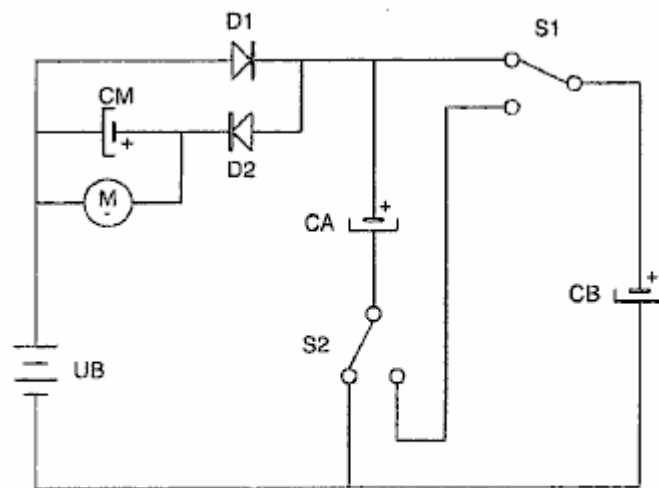 D1
S1
CM
+
D2
M
-
+
CA
+
CB
S2
UB